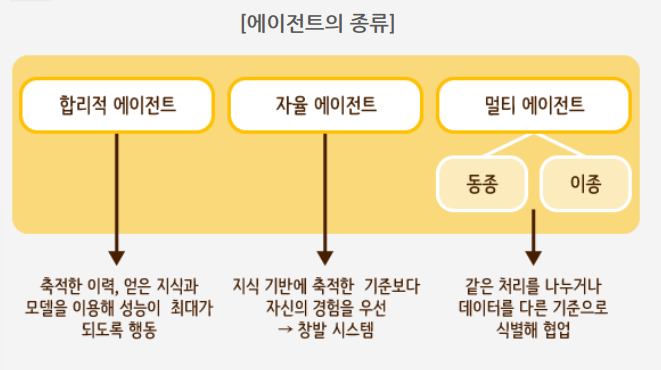 [에이전트의 종류]
합리적 에이전트
자율 에이전트
멀티 에이전트
동종
이종
축적한 이력, 얻은 지식과
모델을 이용해 성능이 최대가
되도록 행동
지식 기반에 축적한 기준보다
자신의 경험을 우선
→ 창발 시스템
같은 처리를 나누거나
데이터를 다른 기준으로
식별해 협업